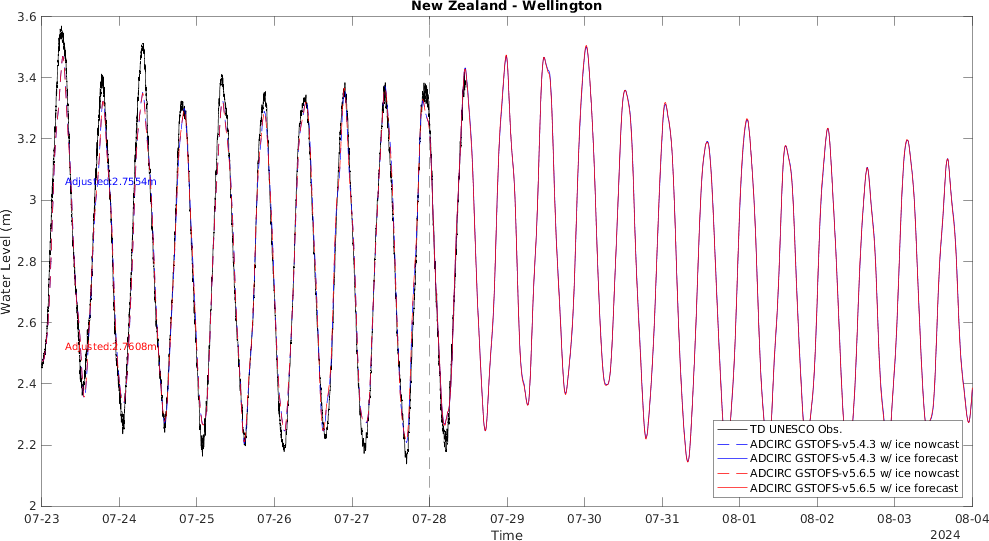 New Zealand - Wellington
3.6
3.4
3.2
3
2.8
2.6
2.4
2.2
2
Water Level (m)
Adjusted:2.7554m
Adjusted:2.7608m
TD UNESCO Obs.
ADCIRC GSTOFS-v5.4.3 w/ ice nowcast
ADCIRC GSTOFS-v5.4.3 w/ ice forecast
ADCIRC GSTOFS-v5.6.5 w/ ice nowcast
ADCIRC GSTOFS-v5.6.5 w/ ice forecast
07-23 07-24 07-25 07-26 07-27 07-28 07-29 07-30 07-31 08-01 08-02 08-03 08-04
Time
2024